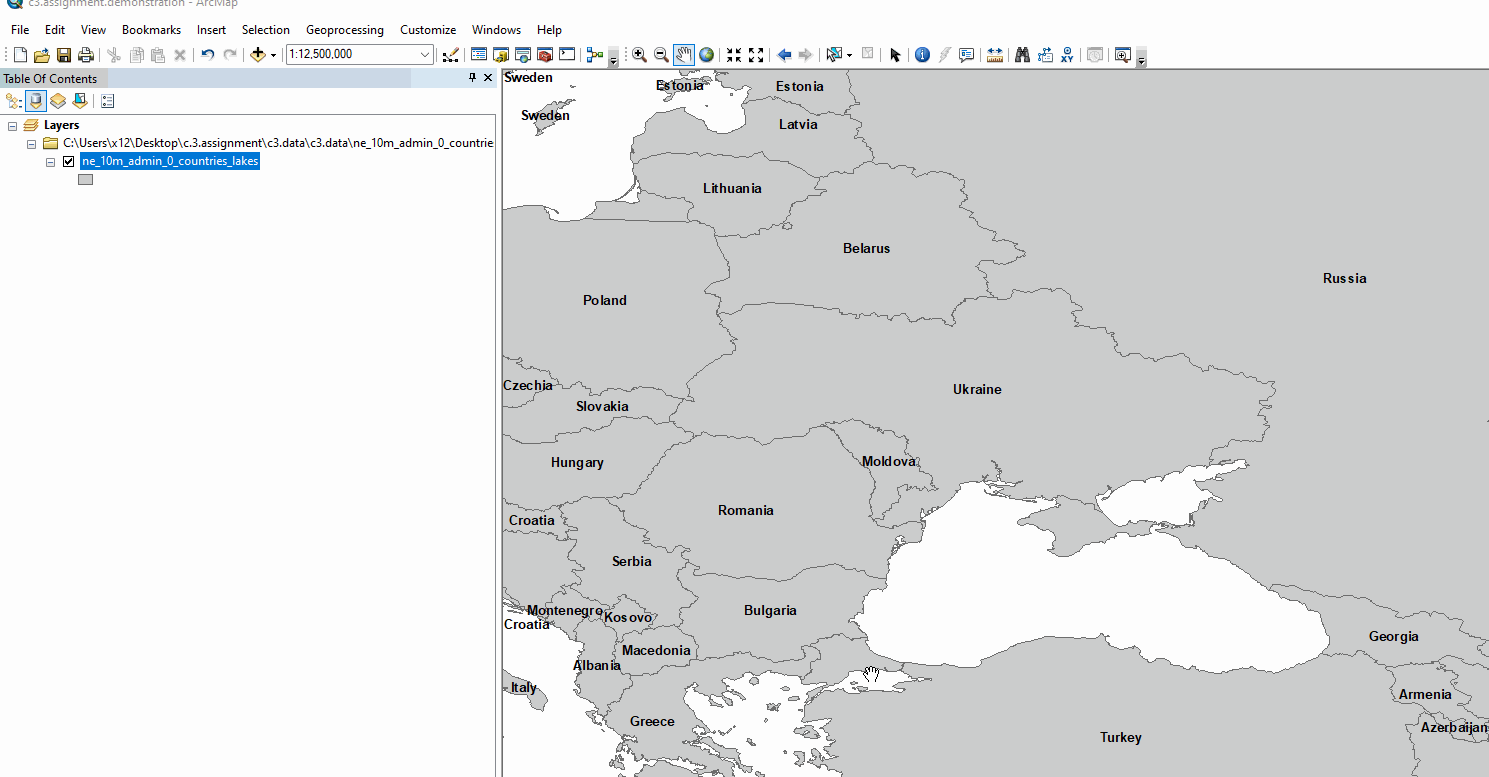 c3.assignment.demonstration - ArcMap
File Edit View Bookmarks Insert Selection Geoprocessing Customize Windows Help
1:12,500,000
Table Of Contents
Layers
C:\Users\x12\Desktop\c.3.assignment\c3.data\c3.data\ne_10m_admin_0_countrie
ne_10m_admin_0_countries_lakes
Sweden
Estonia
Estonia
Sweden
Latvia
Lithuania
Belarus
Russia
Poland
Czechia
Ukraine
Slovakia
Hungary
Moldova
Romania
Croatia
Serbia
Montenegro
Kosovo
Bulgaria
Croatia
Georgia
Macedonia
Albania
Italy
Armenia
Greece
Azerbaijan
Turkey